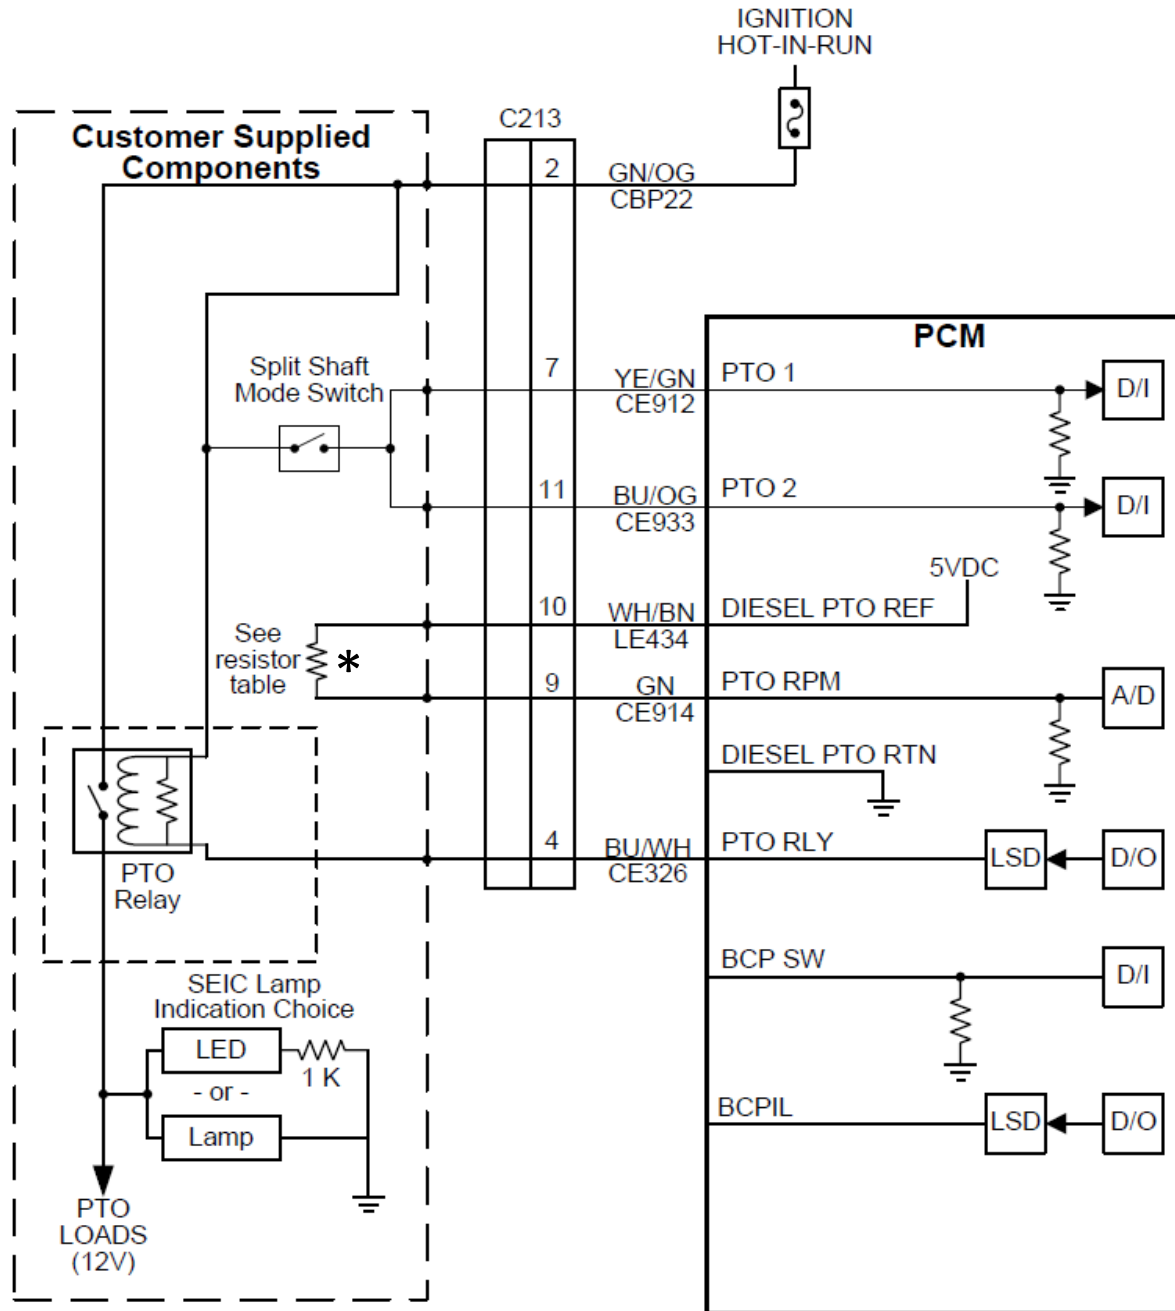 IGNITION
HOT-IN-RUN
Customer Supplied
Components
C213
2
GN/OG
CBP22
PCM
Split Shaft
Mode Switch
7
YE/GN
CE912
PTO 1
D/I
11
BU/OG
CE933
PTO 2
D/I
5VDC
10
WH/BN
LE434
DIESEL PTO REF
See
resistor
table
*
9
GN
CE914
PTO RPM
A/D
DIESEL PTO RTN
4
BU/WH
CE326
PTO RLY
LSD
D/O
PTO
Relay
BCP SW
D/I
SEIC Lamp
Indication Choice
LED
1 K
- or -
Lamp
BCPIL
LSD
D/O
PTO
LOADS
(12V)